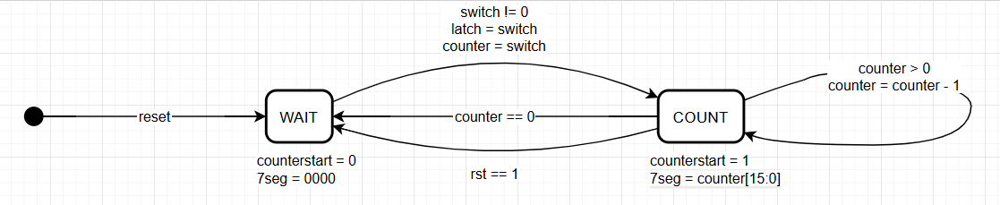 switch != 0
latch = switch
counter = switch
counter > 0
counter = counter - 1
reset
WAIT
counter == 0
COUNT
counterstart = 0
7seg = 0000
rst == 1
counterstart = 1
7seg = counter[15:0]